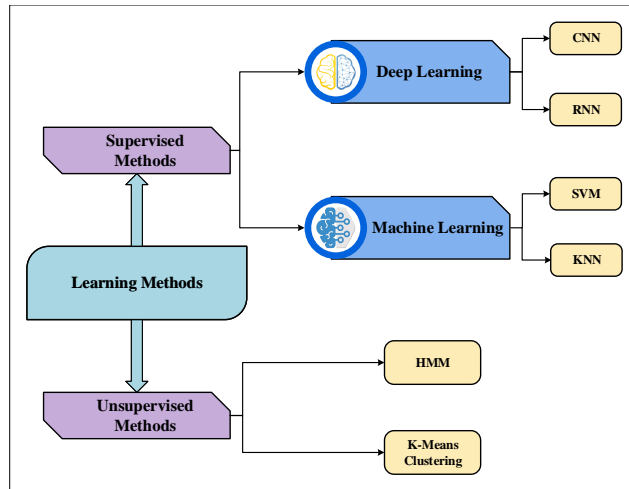 CNN
Deep Learning
RNN
Supervised
Methods
SVM
Machine Learning
KNN
Learning Methods
HMM
Unsupervised
Methods
K-Means
Clustering